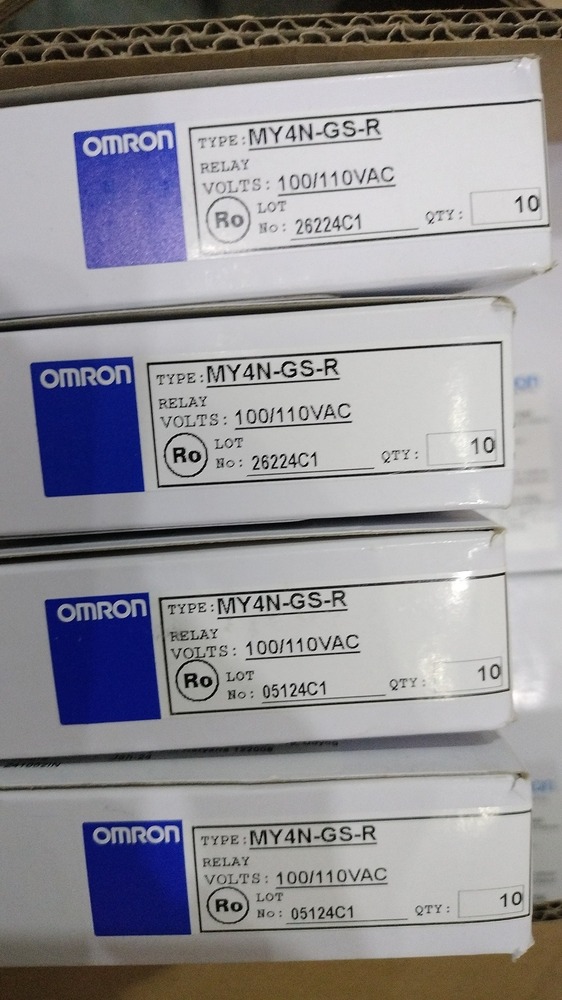 OMRON
TYPE: MY4N-GS-R
RELAY
VOLTS: 100/110VAC
Ro
LOT
No: 26224C1
QTY: 10
OMRON
TYPE: MY4N-GS-R
RELAY
VOLTS: 100/110VAC
Ro
LOT
No: 26224C1
QTY: 10
OMRON
TYPE: MY4N-GS-R
RELAY
VOLTS: 100/110VAC
Ro
LOT
No: 05124C1
QTY: 10
OMRON
TYPE: MY4N-GS-R
RELAY
VOLTS: 100/110VAC
Ro
LOT
No: 05124C1
QTY: 10